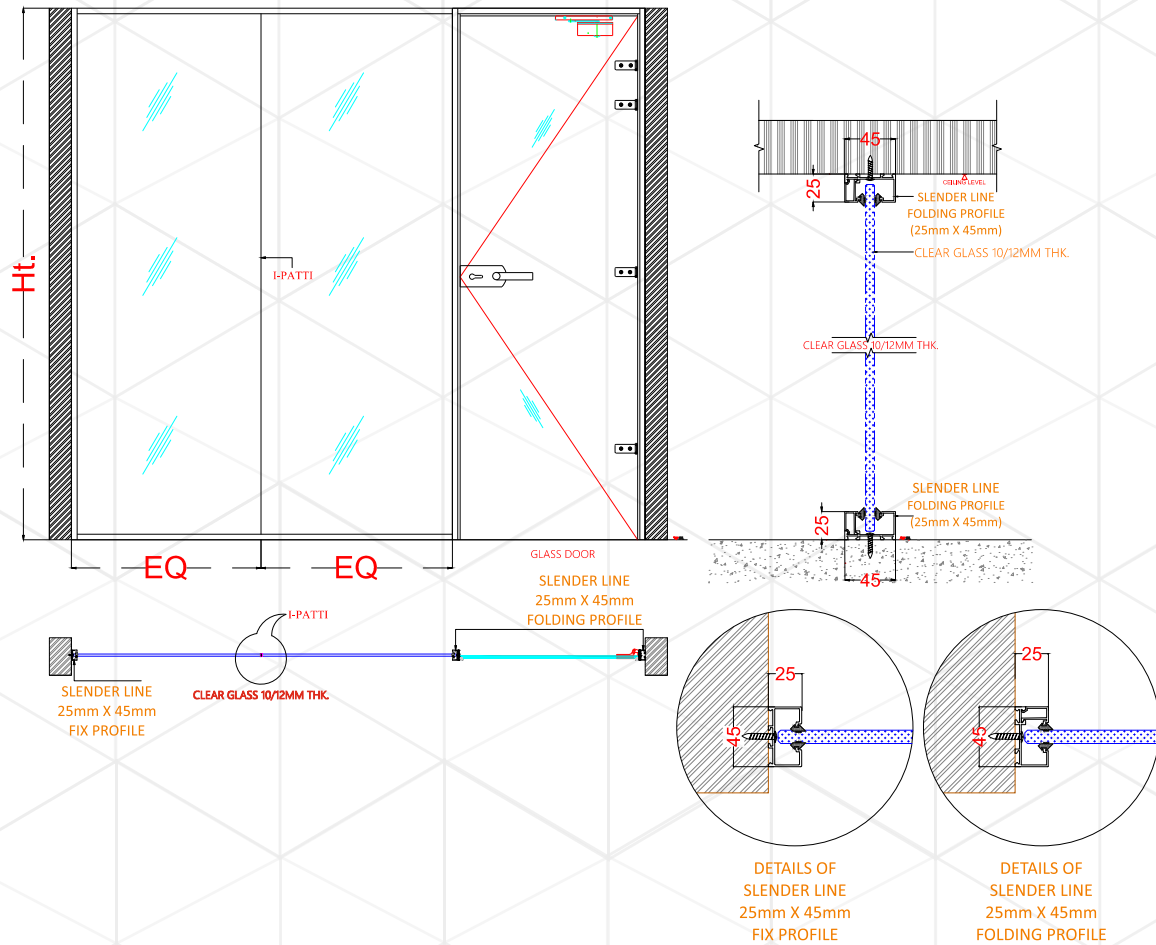 Ht.
I-PATTI
EQ
EQ
GLASS DOOR
SLENDER LINE
25mm X 45mm
FOLDING PROFILE
I-PATTI
CLEAR GLASS 10/12MM THK.
SLENDER LINE
25mm X 45mm
FIX PROFILE
45
25
CEILING LEVEL
SLENDER LINE
FOLDING PROFILE
(25mm X 45mm)
CLEAR GLASS 10/12MM THK.
CLEAR GLASS 10/12MM THK.
SLENDER LINE
FOLDING PROFILE
(25mm X 45mm)
25
45
25
45
DETAILS OF
SLENDER LINE
25mm X 45mm
FIX PROFILE
25
45
DETAILS OF
SLENDER LINE
25mm X 45mm
FOLDING PROFILE